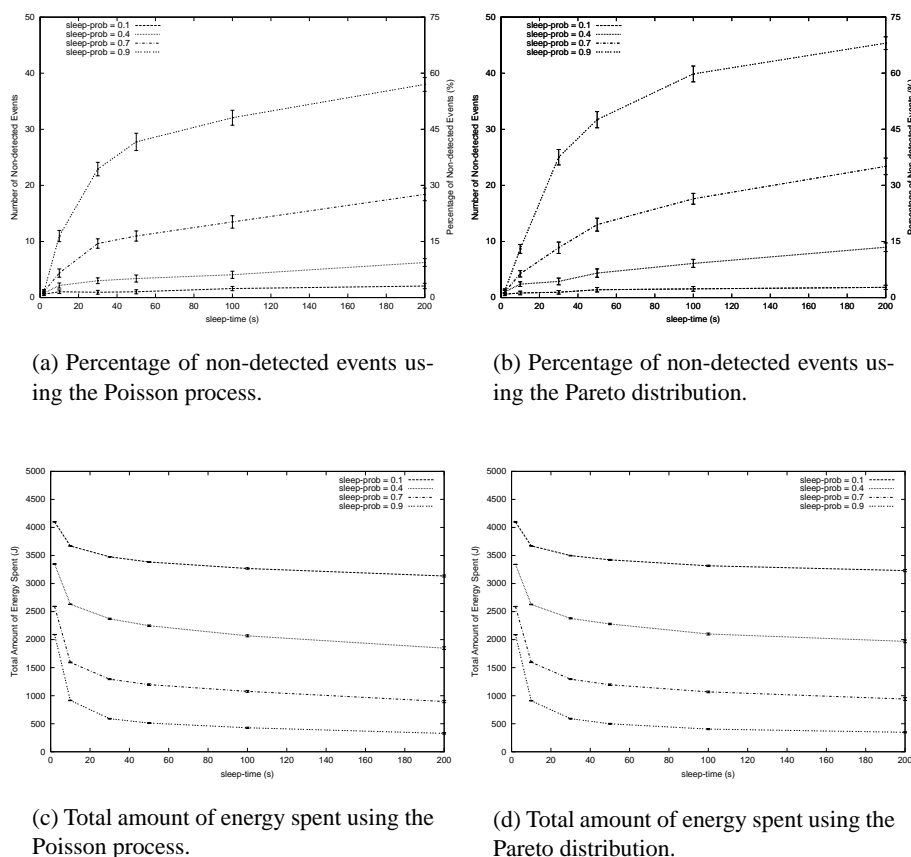 sleep-prob = 0.1
sleep-prob = 0.4
sleep-prob = 0.7
sleep-prob = 0.9
Number of Non-detected Events
Percentage of Non-detected Events (%)
50
40
30
20
10
0
75
60
45
30
15
0
0 20 40 60 80 100 120 140 160 180 200
sleep-time (s)
(a) Percentage of non-detected events us-
ing the Poisson process.
sleep-prob = 0.1
sleep-prob = 0.4
sleep-prob = 0.7
sleep-prob = 0.9
Number of Non-detected Events
Percentage of Non-detected Events (%)
50
40
30
20
10
0
75
60
45
30
15
0
0 20 40 60 80 100 120 140 160 180 200
sleep-time (s)
(b) Percentage of non-detected events us-
ing the Pareto distribution.
sleep-prob = 0.1
sleep-prob = 0.4
sleep-prob = 0.7
sleep-prob = 0.9
Total Amount of Energy Spent (J)
5000
4500
4000
3500
3000
2500
2000
1500
1000
500
0
0 20 40 60 80 100 120 140 160 180 200
sleep-time (s)
(c) Total amount of energy spent using the
Poisson process.
sleep-prob = 0.1
sleep-prob = 0.4
sleep-prob = 0.7
sleep-prob = 0.9
Total Amount of Energy Spent (J)
5000
4500
4000
3500
3000
2500
2000
1500
1000
500
0
0 20 40 60 80 100 120 140 160 180 200
sleep-time (s)
(d) Total amount of energy spent using the
Pareto distribution.